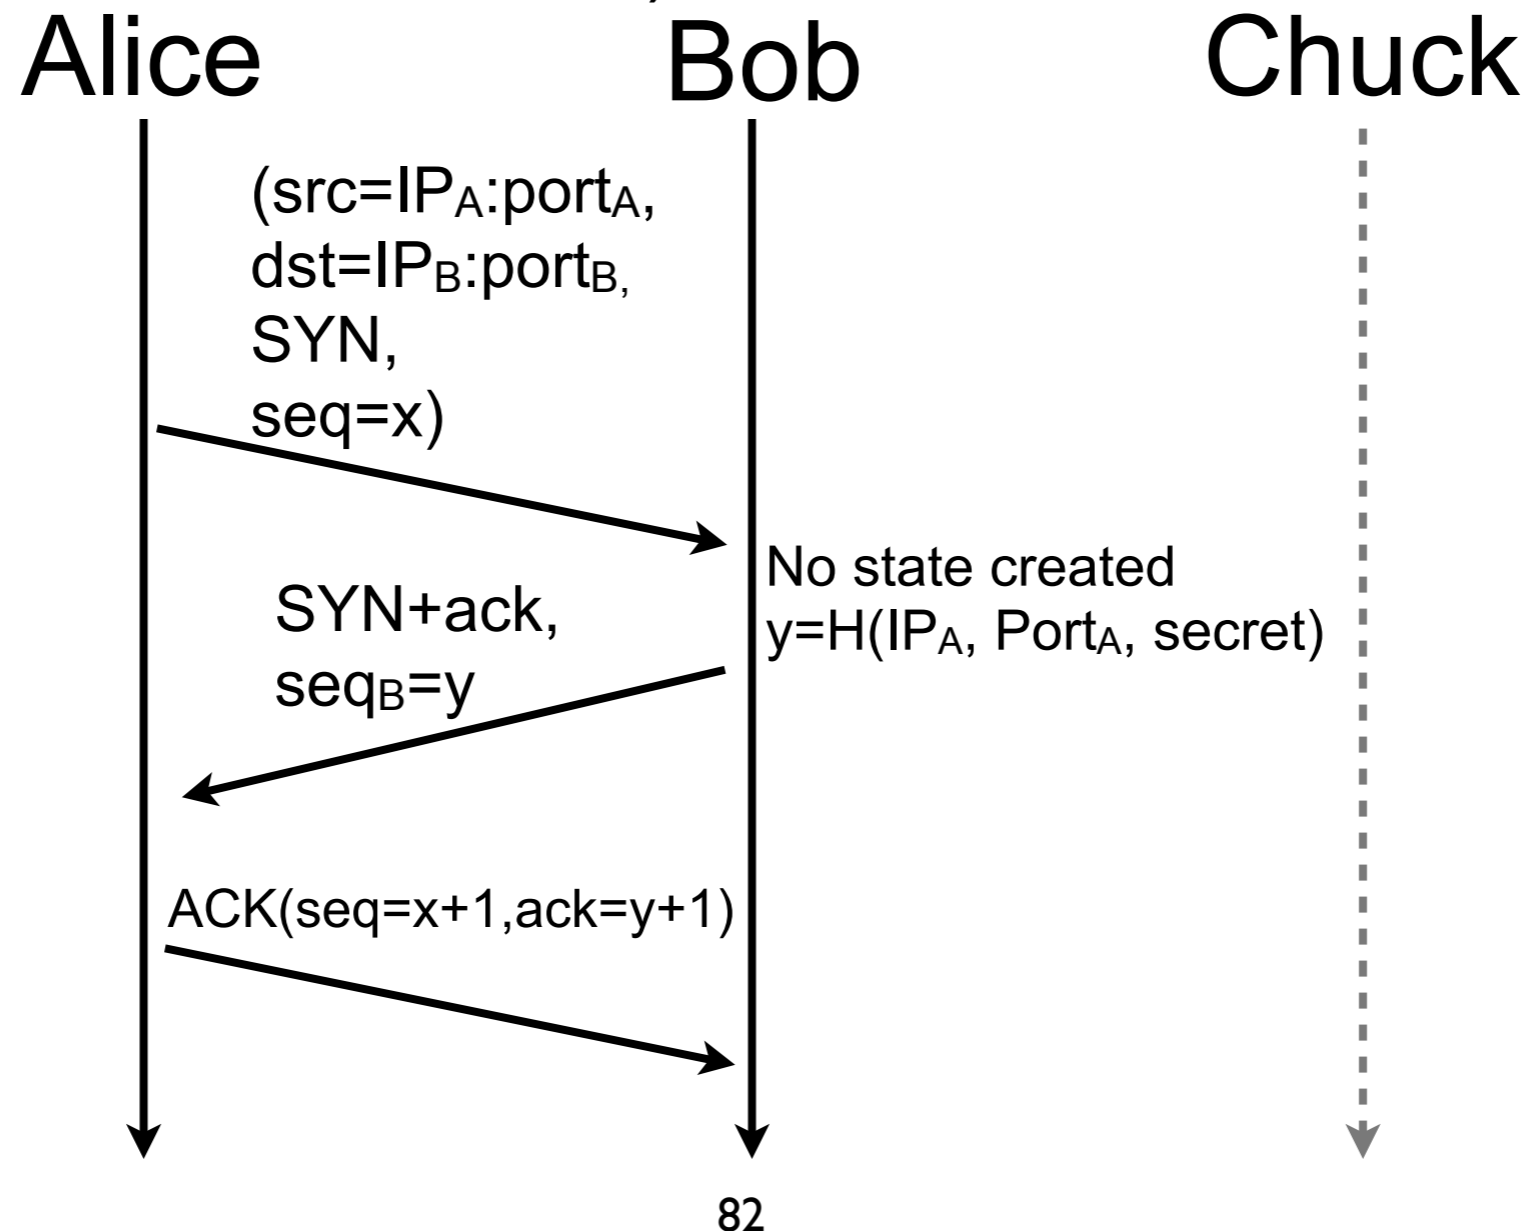 Alice
Bob
Chuck
(src=IPA:portA,
dst=IPB:portB,
SYN,
seq=x)
No state created
y=H(IPA, PortA, secret)
SYN+ack,
seqB=y
ACK(seq=x+1,ack=y+1)
82